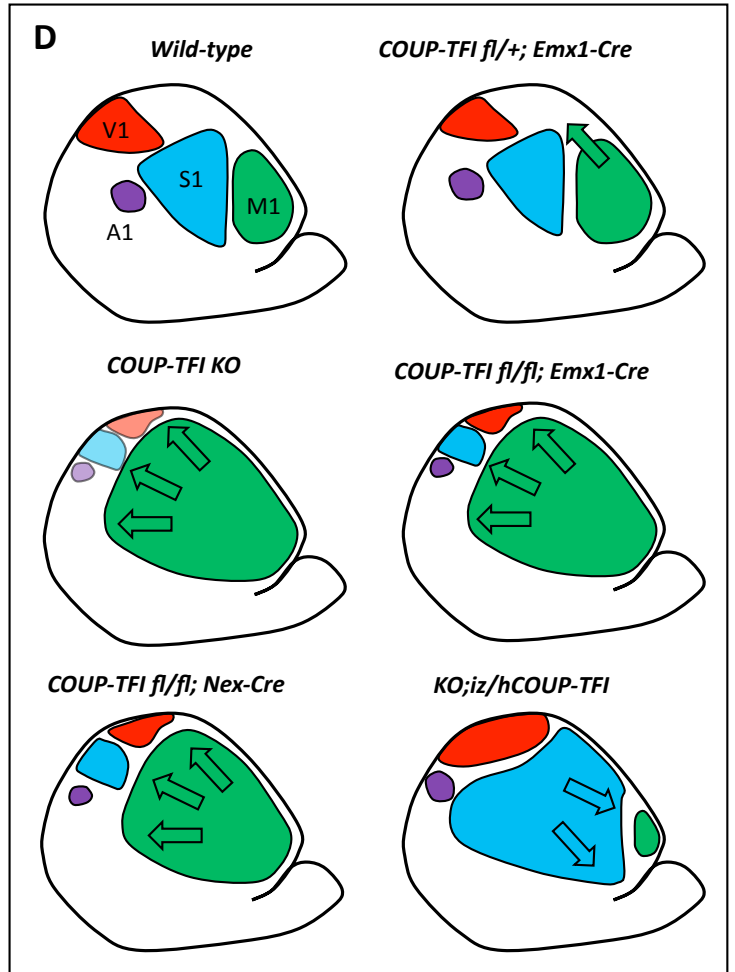 D
Wild-type
COUP-TFI fl/+; Emx1-Cre
V1
S1
M1
A1
COUP-TFI KO
COUP-TFI fl/fl; Emx1-Cre
COUP-TFI fl/fl; Nex-Cre
KO;iz/hCOUP-TFI